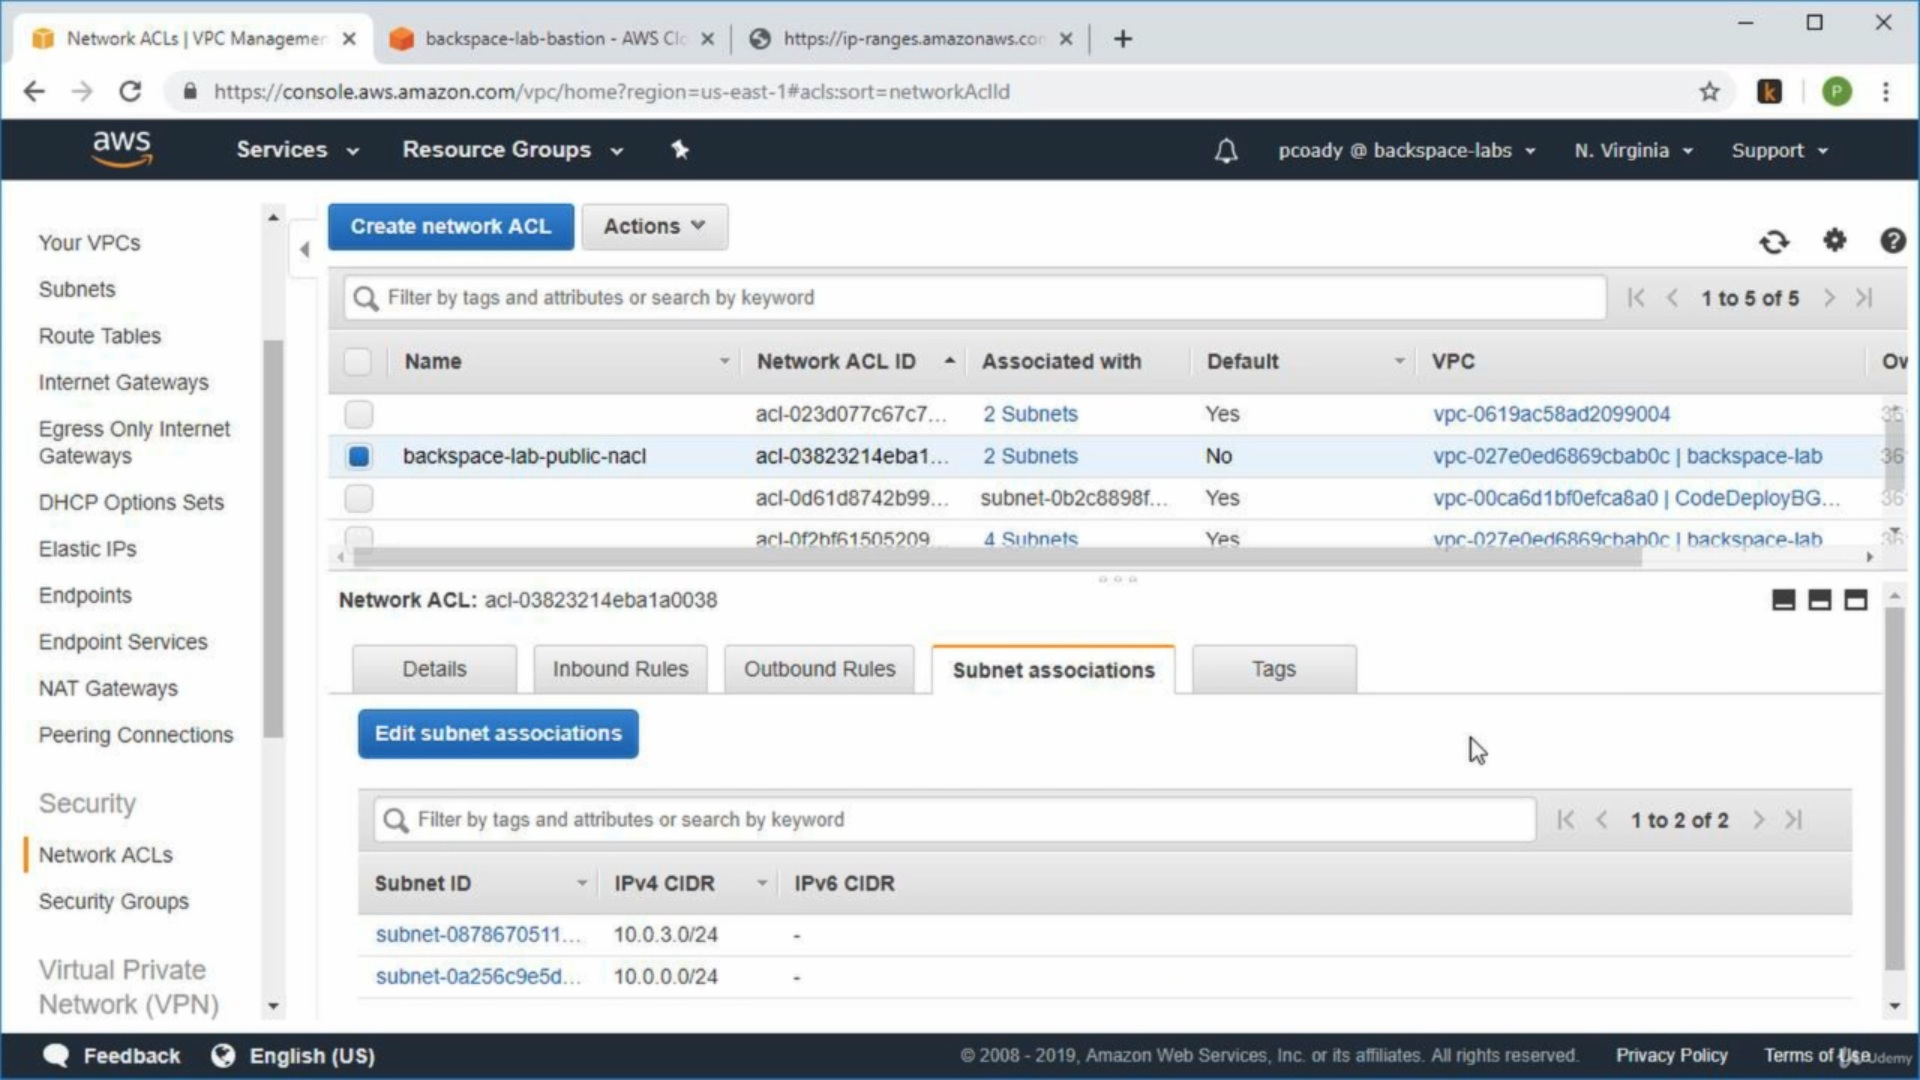 Network ACLs | VPC Managemen
backspace-lab-bastion - AWS Clo
https://ip-ranges.amazonaws.com
https://console.aws.amazon.com/vpc/home?region=us-east-1#acls:sort=networkAclId
k
P
aws
Services
Resource Groups
pcoady @ backspace-labs
N. Virginia
Support
Your VPCs
Subnets
Route Tables
Internet Gateways
Egress Only Internet
Gateways
DHCP Options Sets
Elastic IPs
Endpoints
Endpoint Services
NAT Gateways
Peering Connections
Security
Network ACLs
Security Groups
Virtual Private
Network (VPN)
Create network ACL
Actions
Filter by tags and attributes or search by keyword
1 to 5 of 5
Name Network ACL ID Associated with Default VPC Ow
acl-023d077c67c7... 2 Subnets Yes vpc-0619ac58ad2099004 36
backspace-lab-public-nacl acl-03823214eba1... 2 Subnets No vpc-027e0ed6869cbab0c | backspace-lab 36
acl-0d61d8742b99... subnet-0b2c8898f... Yes vpc-00ca6d1bf0efca8a0 | CodeDeployBG... 36
acl-0f2bf61505209... 4 Subnets Yes vpc-027e0ed6869cbab0c | backspace-lab 36
Network ACL: acl-03823214eba1a0038
Details
Inbound Rules
Outbound Rules
Subnet associations
Tags
Edit subnet associations
Filter by tags and attributes or search by keyword
1 to 2 of 2
Subnet ID IPv4 CIDR IPv6 CIDR
subnet-0878670511... 10.0.3.0/24 -
subnet-0a256c9e5d... 10.0.0.0/24 -
Feedback
English (US)
© 2008 - 2019, Amazon Web Services, Inc. or its affiliates. All rights reserved.
Privacy Policy
Terms of Use
Udemy